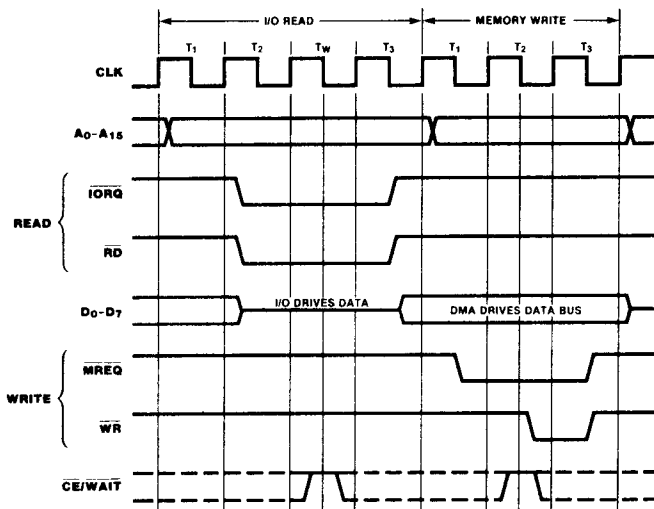 I/O READ MEMORY WRITE
T1 T2 TW T3 T1 T2 T3
CLK
A0-A15
READ
IORQ
RD
D0-D7 I/O DRIVES DATA DMA DRIVES DATA BUS
WRITE
MREQ
WR
CE/WAIT